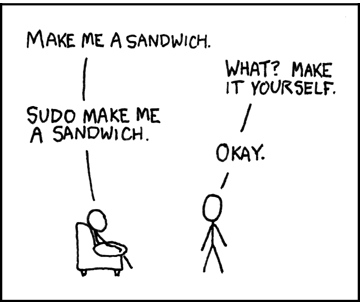 MAKE ME A SANDWICH.
WHAT? MAKE
IT YOURSELF.
SUDO MAKE ME
A SANDWICH.
OKAY.